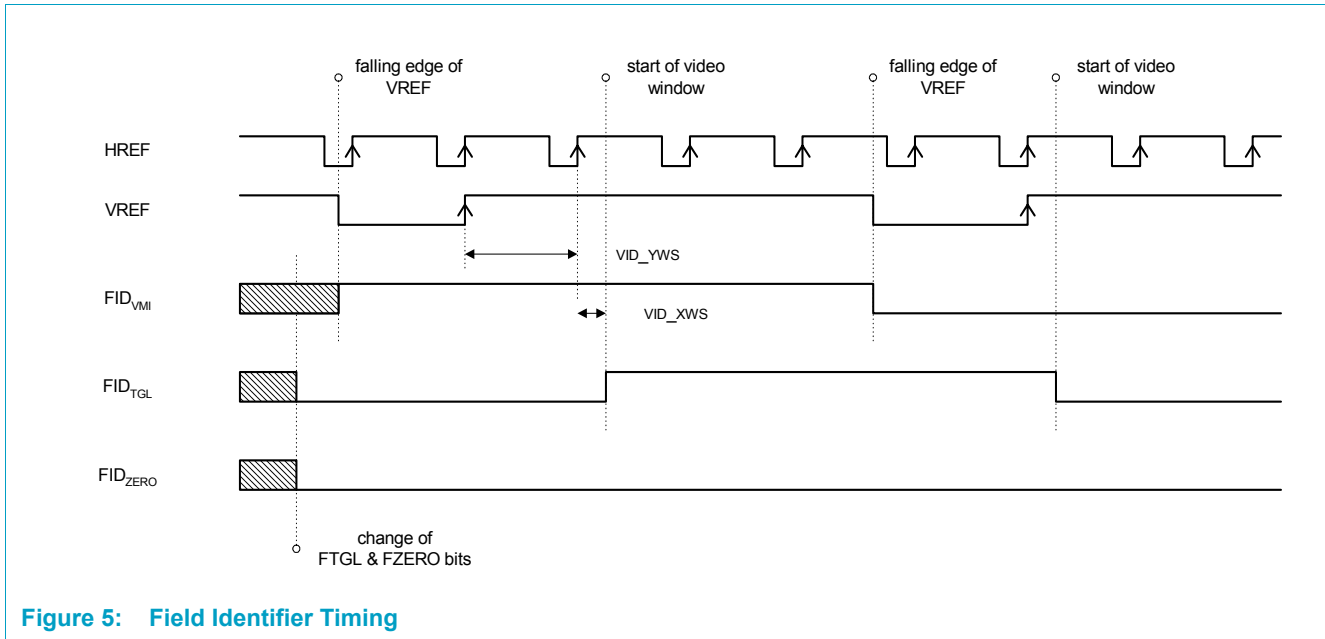 falling edge of
VREF
start of video
window
falling edge of
VREF
start of video
window
HREF
VREF
VID_YWS
FIDVMI
VID_XWS
FIDTGL
FIDZERO
change of
FTGL & FZERO bits
Figure 5: Field Identifier Timing